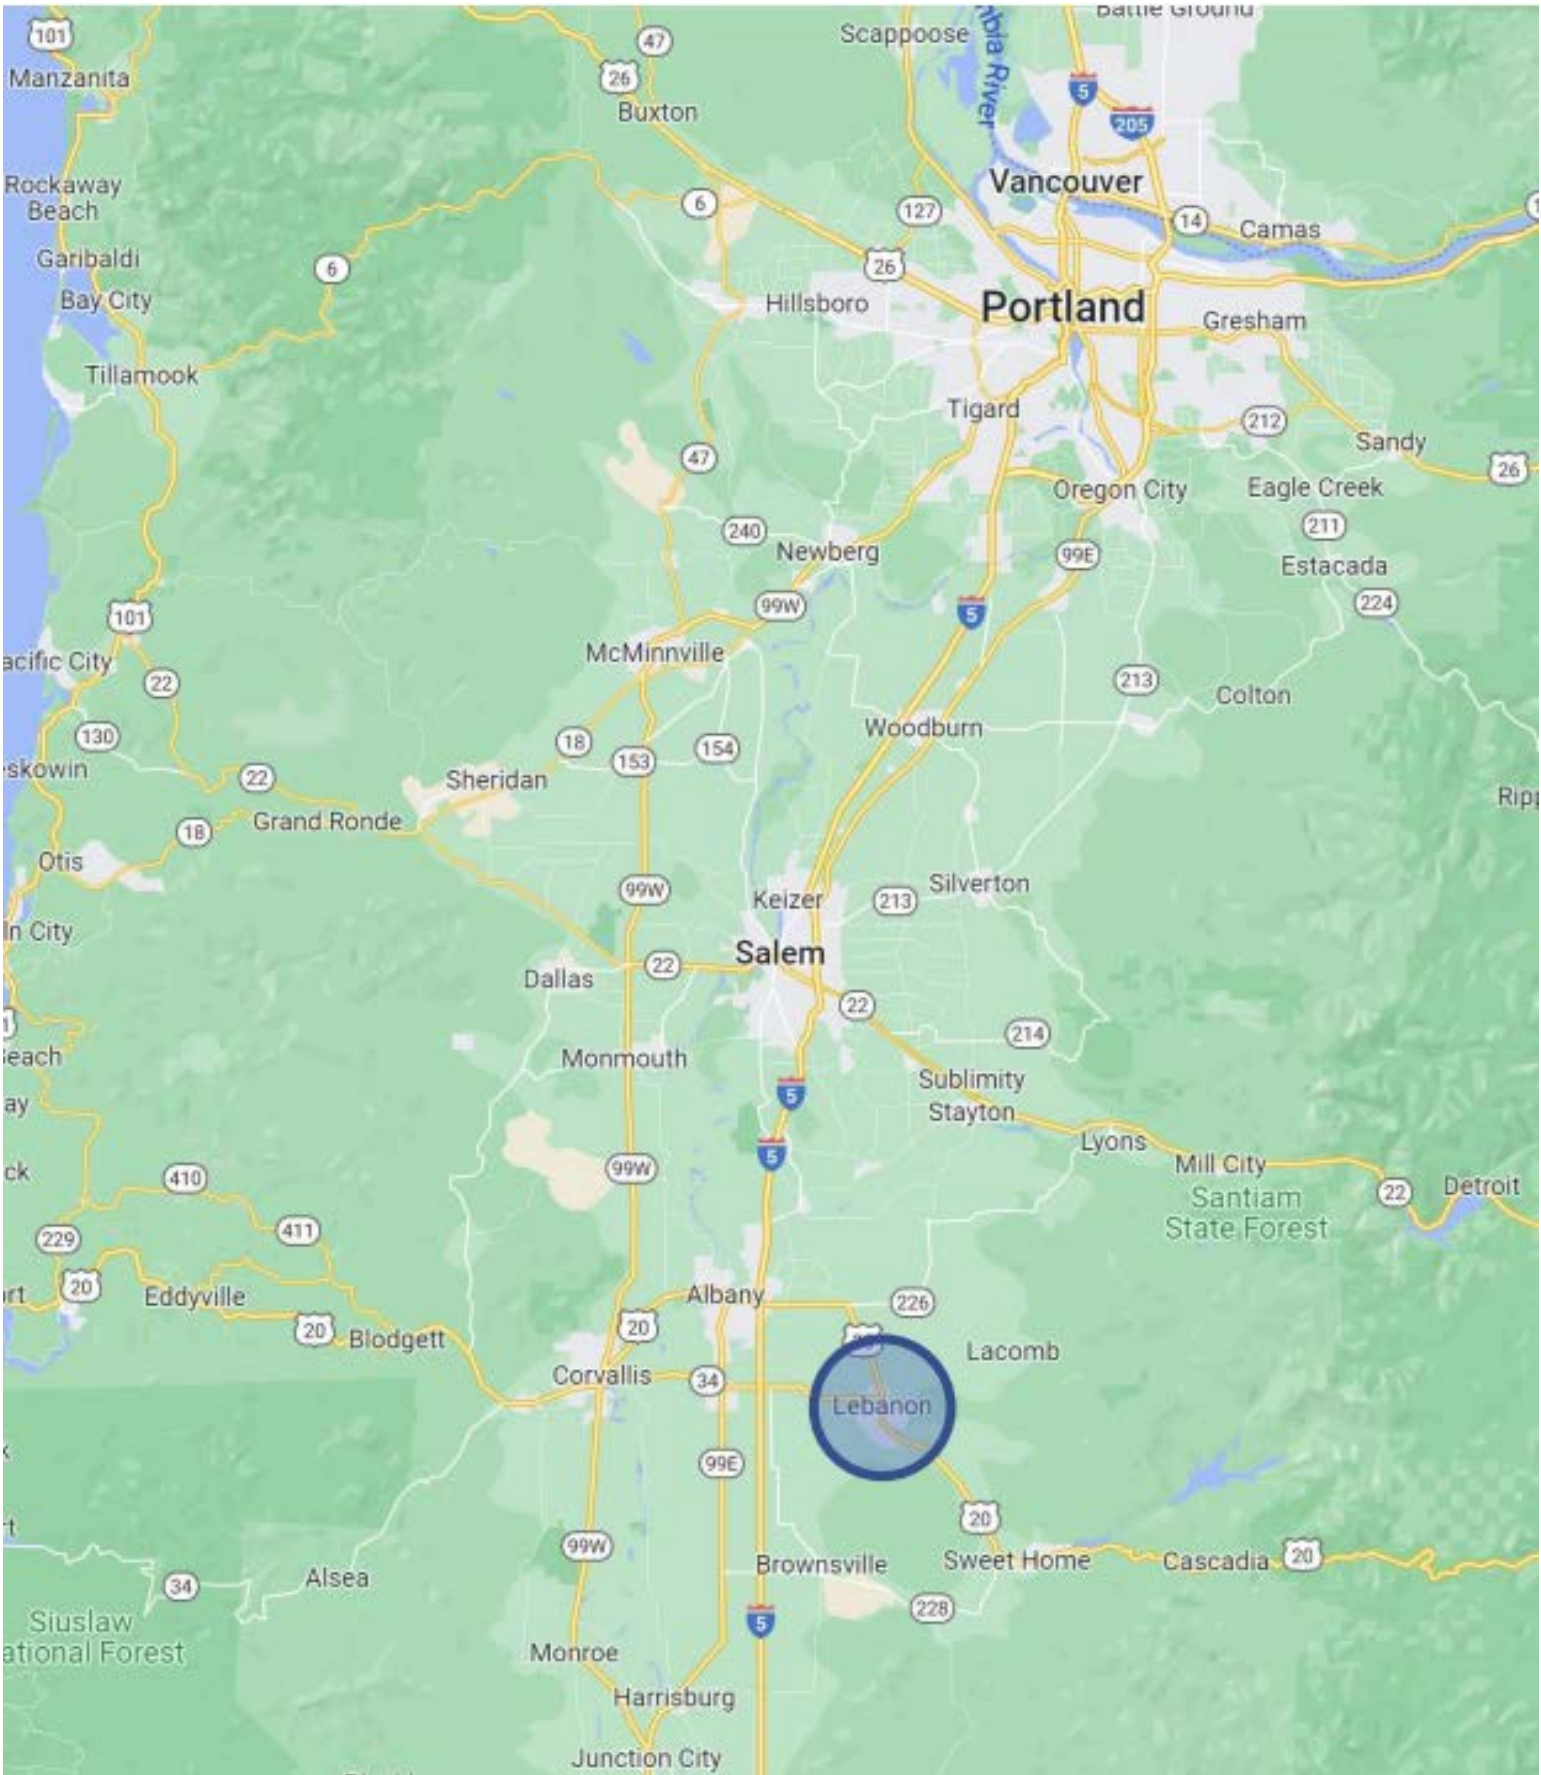 Battle Ground
101
47
Scappoose
26
Manzanita
5
Buxton
205
Rockaway
Beach
Vancouver
6
127
14
Camas
Garibaldi
6
26
Bay City
Hillsboro
Portland
Gresham
Tillamook
Tigard
212
Sandy
47
26
Oregon City
Eagle Creek
211
240
Newberg
99E
Estacada
99W
224
5
101
McMinnville
acific City
22
213
Colton
Woodburn
130
18
154
153
eskowin
22
Sheridan
Ripp
Grand Ronde
18
Otis
99W
Keizer
213
Silverton
ln City
Salem
22
Dallas
22
1
214
Monmouth
Beach
Sublimity
5
ay
Stayton
Lyons
5
99W
Mill City
ck
410
22
Detroit
Santiam
State Forest
411
229
20
rt
Eddyville
Albany
226
20
20
Blodgett
Lacomb
Corvallis
34
Lebanon
99E
20
rt
99W
Brownsville
Sweet Home
Cascadia
20
34
Alsea
228
Siuslaw
ational Forest
5
Monroe
Harrisburg
Junction City